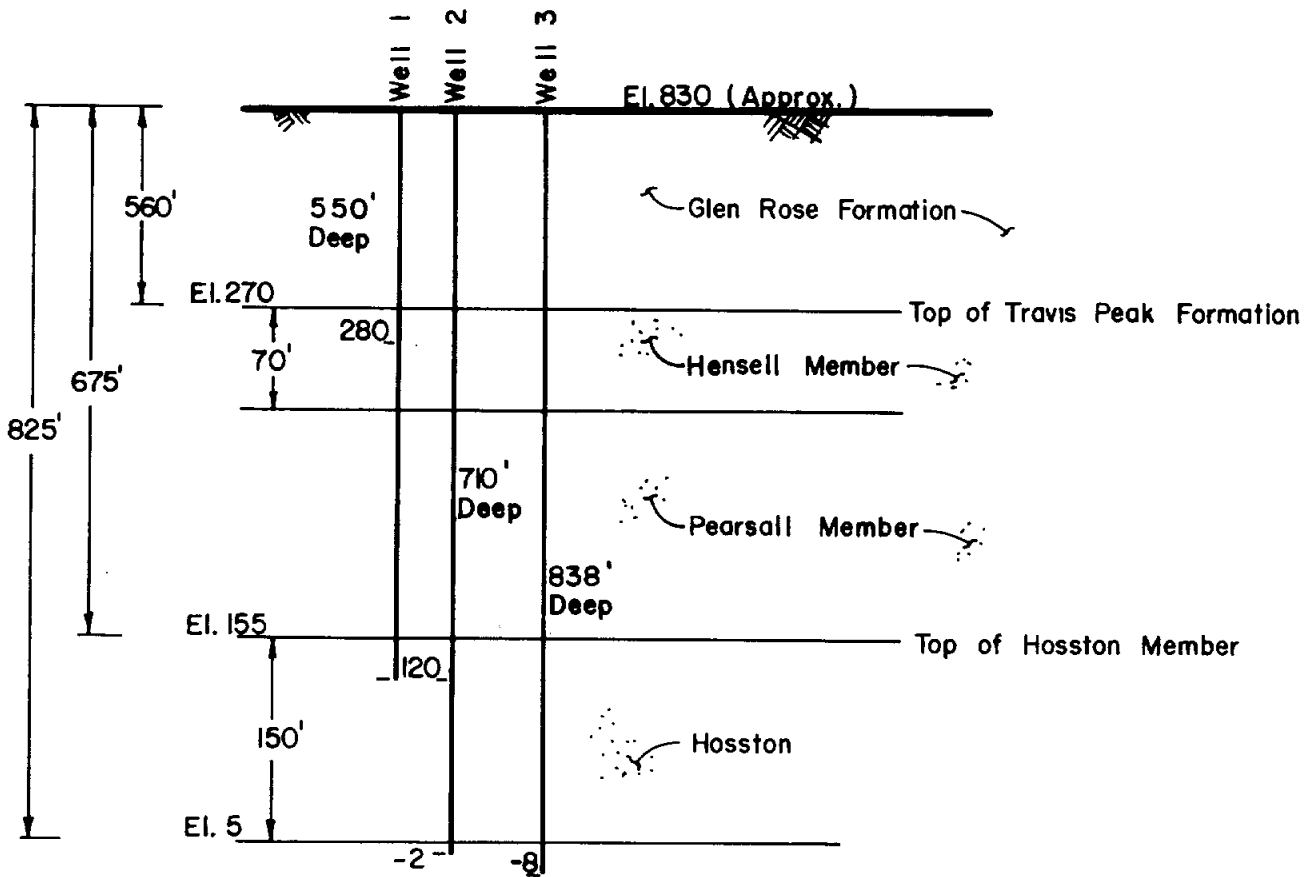 Well 1
Well 2
Well 3
El. 830 (Approx.)
560'
550'
Deep
Glen Rose Formation
El. 270
Top of Travis Peak Formation
280
70'
Hensell Member
675'
825'
710'
Deep
Pearsall Member
838'
Deep
El. 155
Top of Hosston Member
120
150'
Hosston
El. 5
-2
-8